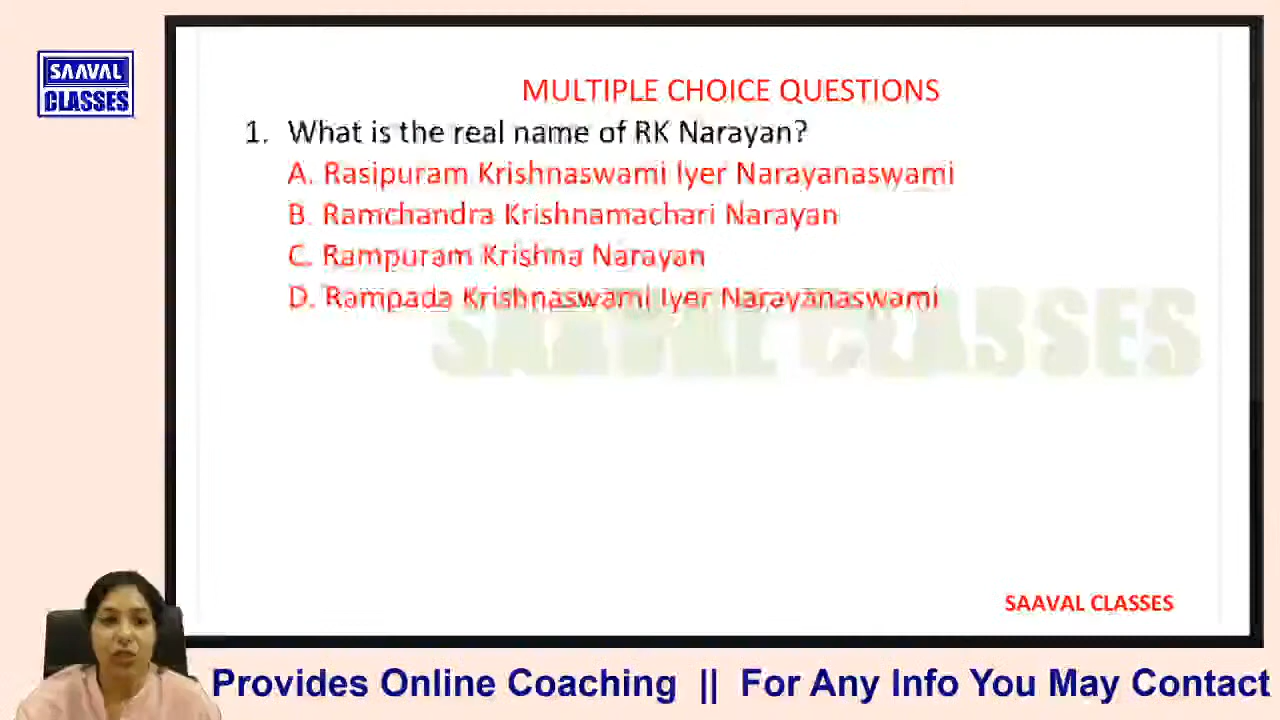 SAAVAL
CLASSES
MULTIPLE CHOICE QUESTIONS
1. What is the real name of RK Narayan?
A. Rasipuram Krishnaswami Iyer Narayanaswami
B. Ramchandra Krishnamachari Narayan
C. Rampuram Krishna Narayan
D. Rampada Krishnaswami Iyer Narayanaswami
SAAVAL CLASSES
SAAVAL CLASSES
Provides Online Coaching || For Any Info You May Contact